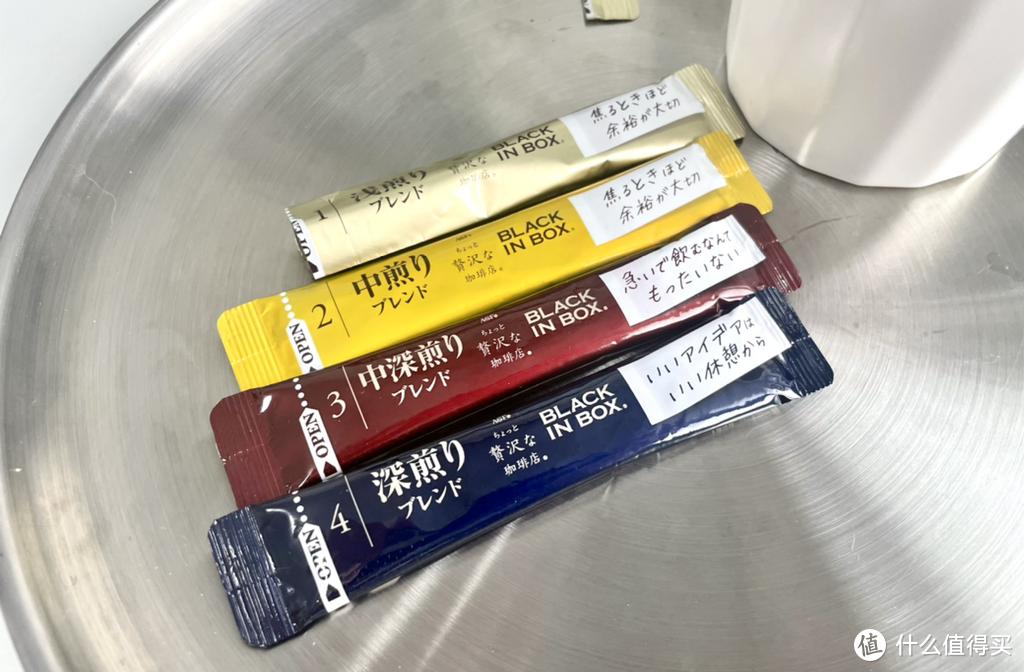 OPEN
1
浅煎り
ブレンド
贅沢な
珈琲店。
BLACK
IN BOX.
焦るときほど
余裕が大切
OPEN
2
中煎り
ブレンド
AGF
ちょっと
贅沢な
珈琲店。
BLACK
IN BOX.
焦るときほど
余裕が大切
OPEN
3
中深煎り
ブレンド
AGF
ちょっと
贅沢な
珈琲店。
BLACK
IN BOX.
急いで飲むなんて
もったいない
OPEN
4
深煎り
ブレンド
AGF
ちょっと
贅沢な
珈琲店。
BLACK
IN BOX.
いいアイデアは
いい休憩から
值 什么值得买